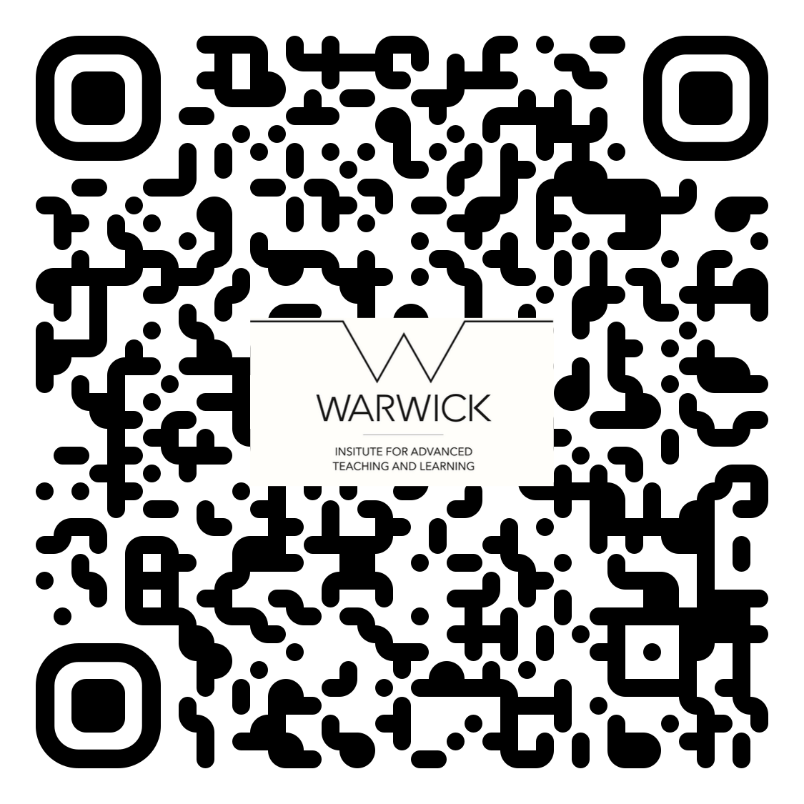 WARWICK
INSITUTE FOR ADVANCED
TEACHING AND LEARNING